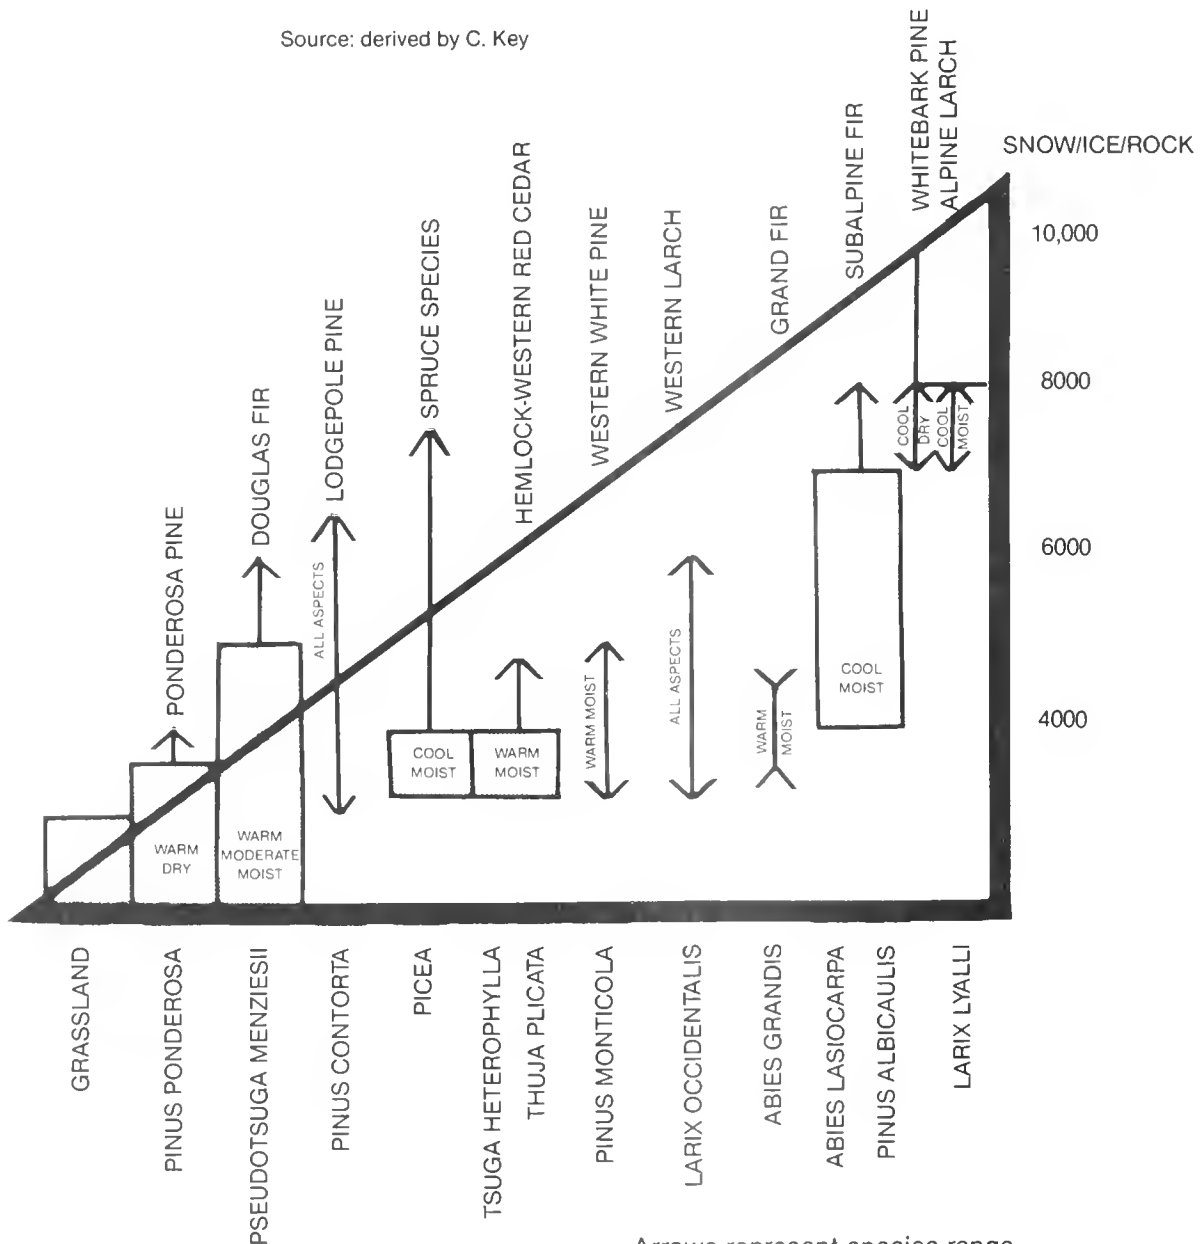 Source: derived by C. Key
SNOW/ICE/ROCK
10,000
8000
6000
4000
PONDEROSA PINE
DOUGLAS FIR
LODGEPOLE PINE
SPRUCE SPECIES
HEMLOCK-WESTERN RED CEDAR
WESTERN WHITE PINE
WESTERN LARCH
GRAND FIR
SUBALPINE FIR
WHITEBARK PINE
ALPINE LARCH
WARM
DRY
WARM
MODERATE
MOIST
ALL ASPECTS
COOL
MOIST
WARM
MOIST
WARM MOIST
ALL ASPECTS
WARM
MOIST
COOL
MOIST
COOL
DRY
COOL
MOIST
GRASSLAND
PINUS PONDEROSA
PSEUDOTSUGA MENZIESII
PINUS CONTORTA
PICEA
TSUGA HETEROPHYLLA
THUJA PLICATA
PINUS MONTICOLA
LARIX OCCIDENTALIS
ABIES GRANDIS
ABIES LASIOCARPA
PINUS ALBICAULIS
LARIX LYALLI
Arrows represent species range